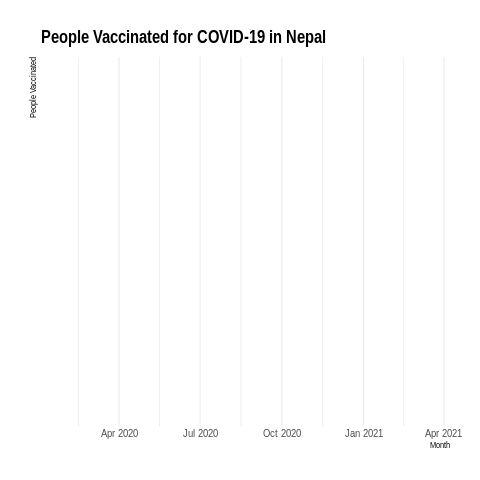 People Vaccinated for COVID-19 in Nepal
People Vaccinated
Apr 2020 Jul 2020 Oct 2020 Jan 2021 Apr 2021
Month